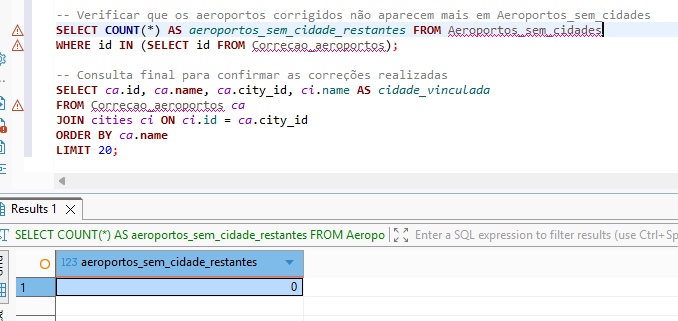 -- Verificar que os aeroportos corrigidos não aparecem mais em Aeroportos_sem_cidades
SELECT COUNT(*) AS aeroportos_sem_cidade_restantes FROM Aeroportos_sem_cidades
WHERE id IN (SELECT id FROM Correcao_aeroportos);
-- Consulta final para confirmar as correções realizadas
SELECT ca.id, ca.name, ca.city_id, ci.name AS cidade_vinculada
FROM Correcao_aeroportos ca
JOIN cities ci ON ci.id = ca.city_id
ORDER BY ca.name
LIMIT 20;
Results 1
SELECT COUNT(*) AS aeroportos_sem_cidade_restantes FROM Aeropo
Enter a SQL expression to filter results (use Ctrl+Sp
123 aeroportos_sem_cidade_restantes
1 0